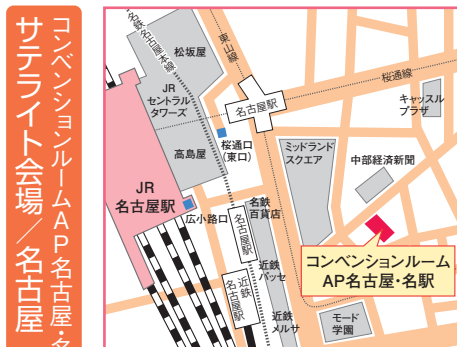 コンベンションルームAP名古屋・名
サテライト会場／名古屋
名鉄名古屋本線
東山線
松坂屋
桜通線
JR
セントラル
タワーズ
名古屋駅
キャッスル
プラザ
桜通口
(東口)
ミッドランド
スクエア
高島屋
中部経済新聞
JR
名古屋駅
広小路口
名鉄
百貨店
名古屋駅
コンベンションルーム
AP名古屋・名駅
近鉄
パッセ
近鉄
名古屋駅
近鉄
メルサ
モード
学園